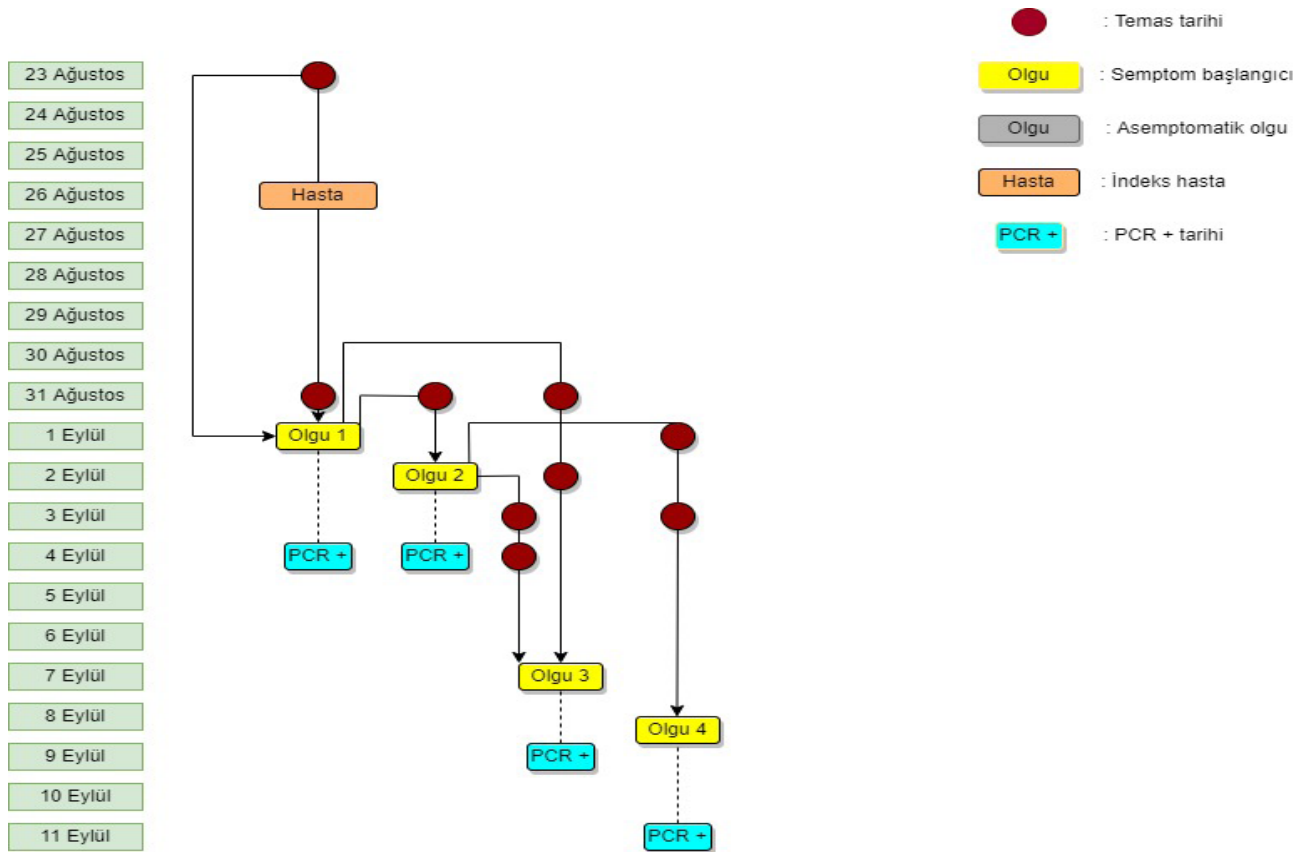 : Temas tarihi
23 Ağustos
Olgu : Semptom başlangıcı
24 Ağustos
Olgu : Asemptomatik olgu
25 Ağustos
26 Ağustos
Hasta
Hasta : İndeks hasta
27 Ağustos
PCR + : PCR + tarihi
28 Ağustos
29 Ağustos
30 Ağustos
31 Ağustos
1 Eylül
Olgu 1
2 Eylül
Olgu 2
3 Eylül
4 Eylül
PCR +
PCR +
5 Eylül
6 Eylül
7 Eylül
Olgu 3
8 Eylül
Olgu 4
9 Eylül
PCR +
10 Eylül
11 Eylül
PCR +